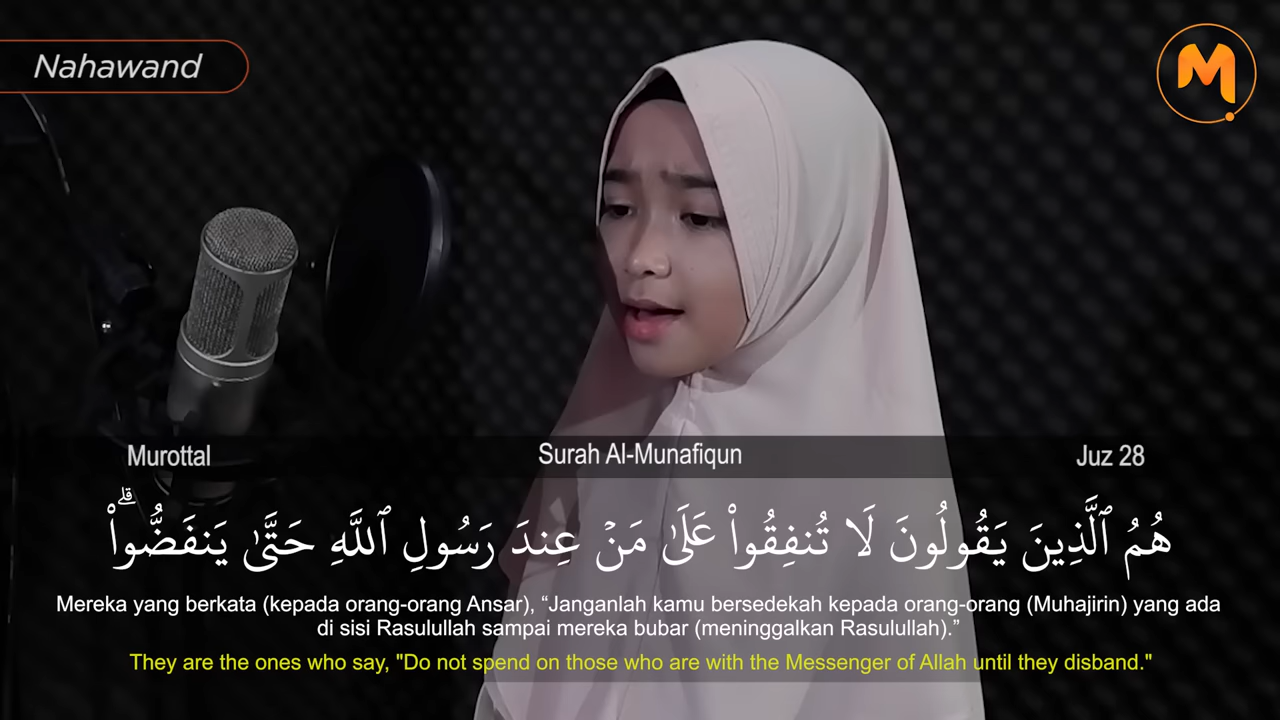 Nahawand
M
Murottal
Surah Al-Munafiqun
Juz 28
هُمُ ٱلَّذِينَ يَقُولُونَ لَا تُنفِقُوا۟ عَلَىٰ مَنْ عِندَ رَسُولِ ٱللَّهِ حَتَّىٰ يَنفَضُّوا۟ ۗ
Mereka yang berkata (kepada orang-orang Ansar), “Janganlah kamu bersedekah kepada orang-orang (Muhajirin) yang ada
di sisi Rasulullah sampai mereka bubar (meninggalkan Rasulullah).”
They are the ones who say, "Do not spend on those who are with the Messenger of Allah until they disband."